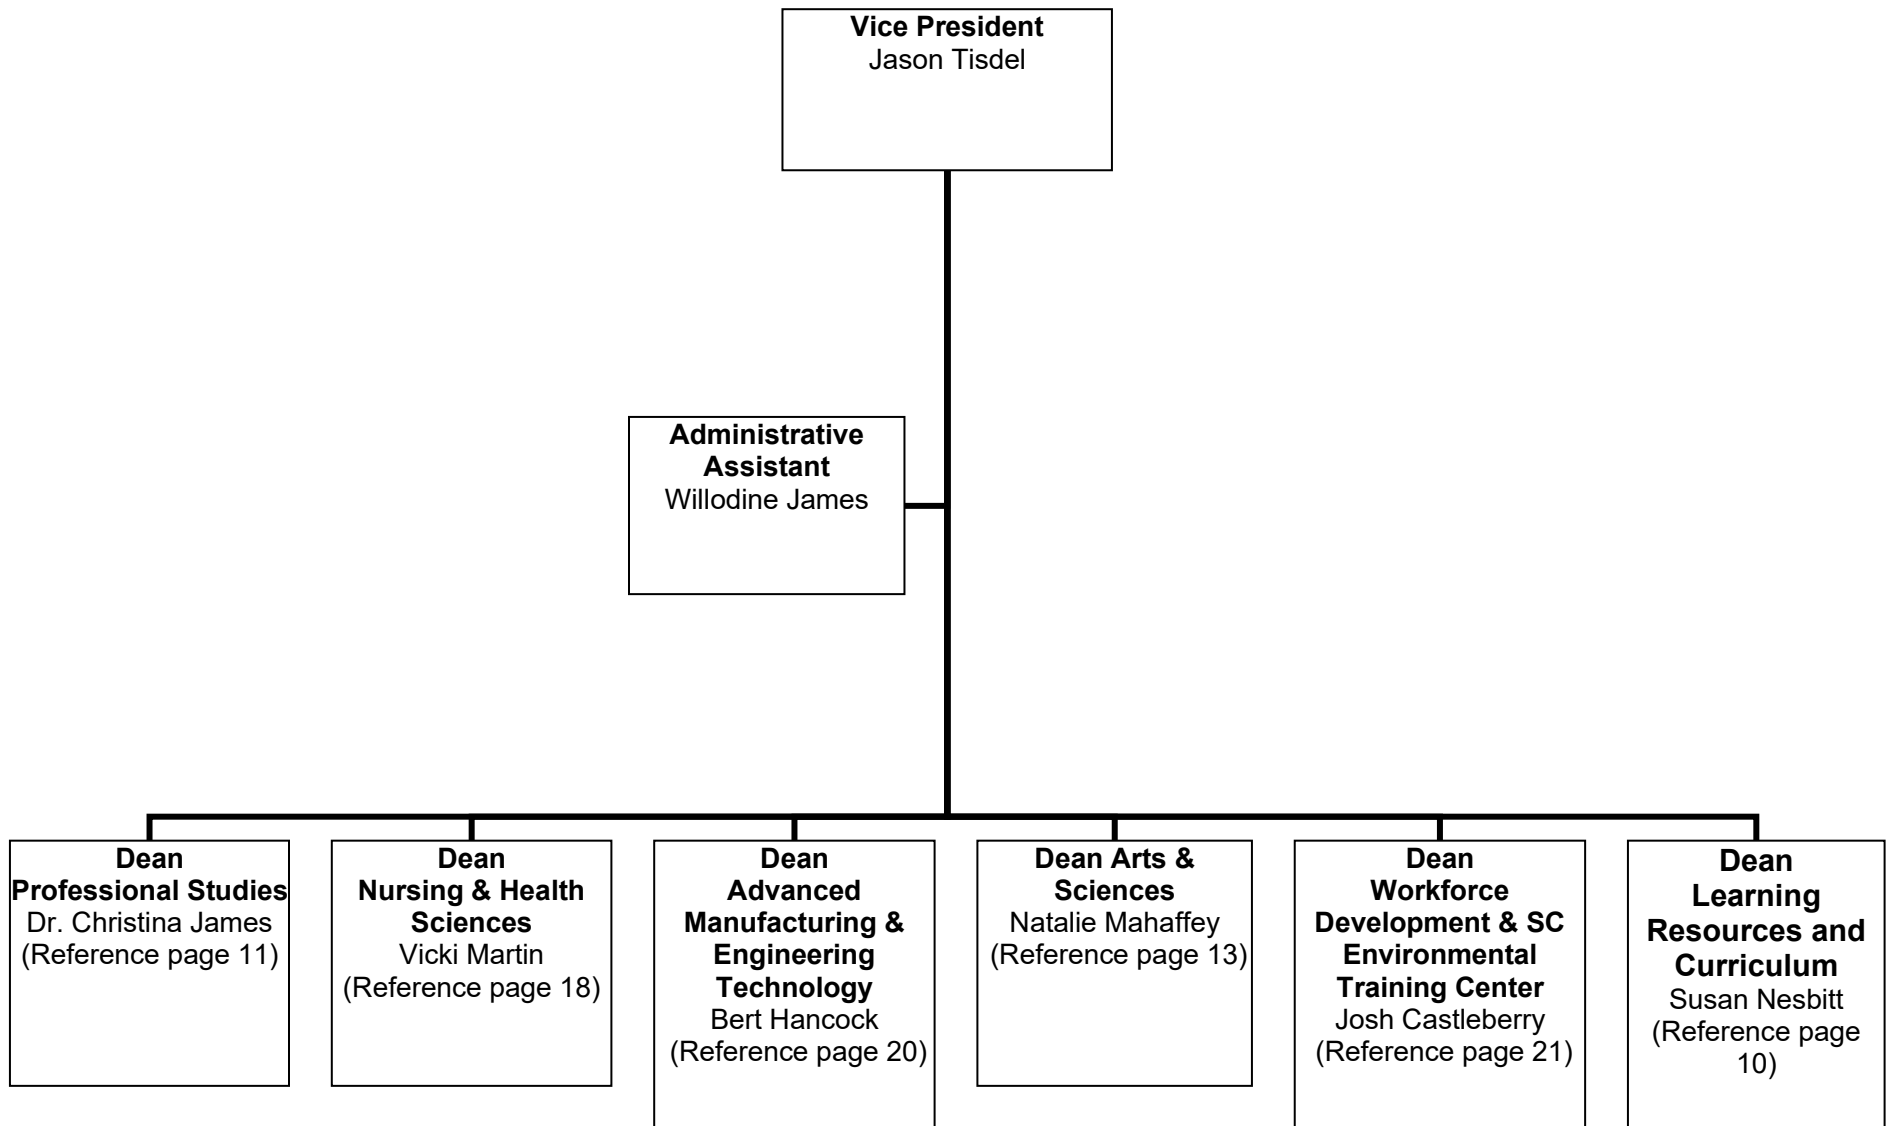 Vice President
Jason Tisdel
Administrative
Assistant
Willodine James
Dean
Professional Studies
Dr. Christina James
(Reference page 11)
Dean
Nursing & Health
Sciences
Vicki Martin
(Reference page 18)
Dean
Advanced
Manufacturing &
Engineering
Technology
Bert Hancock
(Reference page 20)
Dean Arts &
Sciences
Natalie Mahaffey
(Reference page 13)
Dean
Workforce
Development & SC
Environmental
Training Center
Josh Castleberry
(Reference page 21)
Dean
Learning
Resources and
Curriculum
Susan Nesbitt
(Reference page
10)